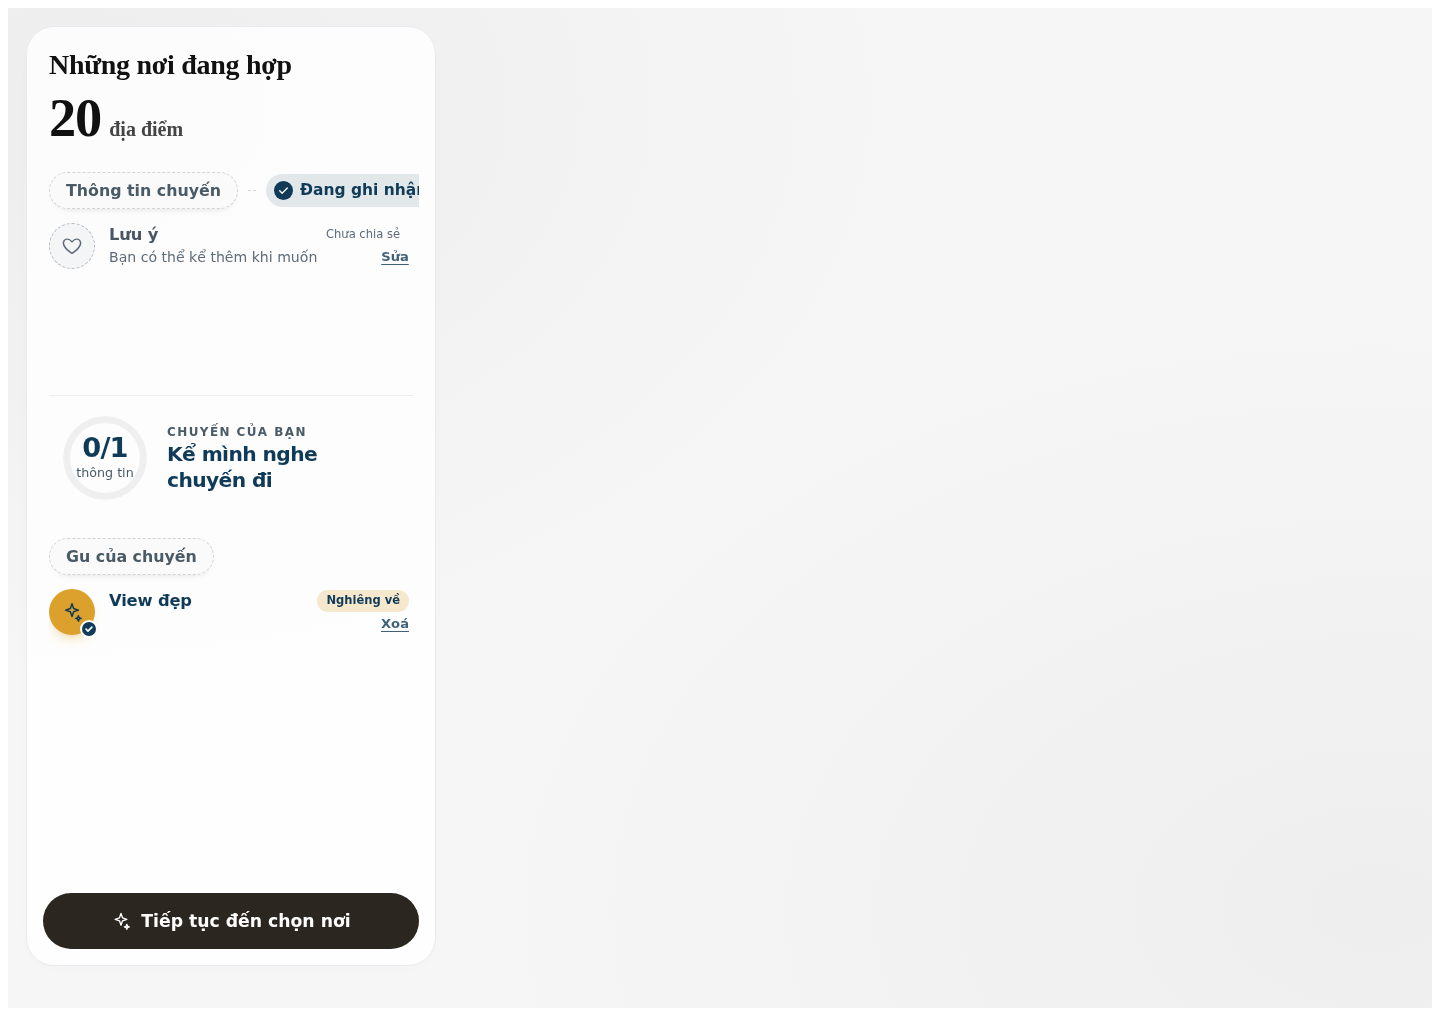 Những nơi đang hợp
20 địa điểm
Thông tin chuyến
Đang ghi nhận
Lưu ý
Chưa chia sẻ
Bạn có thể kể thêm khi muốn
Sửa
0/1
thông tin
CHUYẾN CỦA BẠN
Kể mình nghe
chuyến đi
Gu của chuyến
View đẹp
Nghiêng về
Xoá
Tiếp tục đến chọn nơi